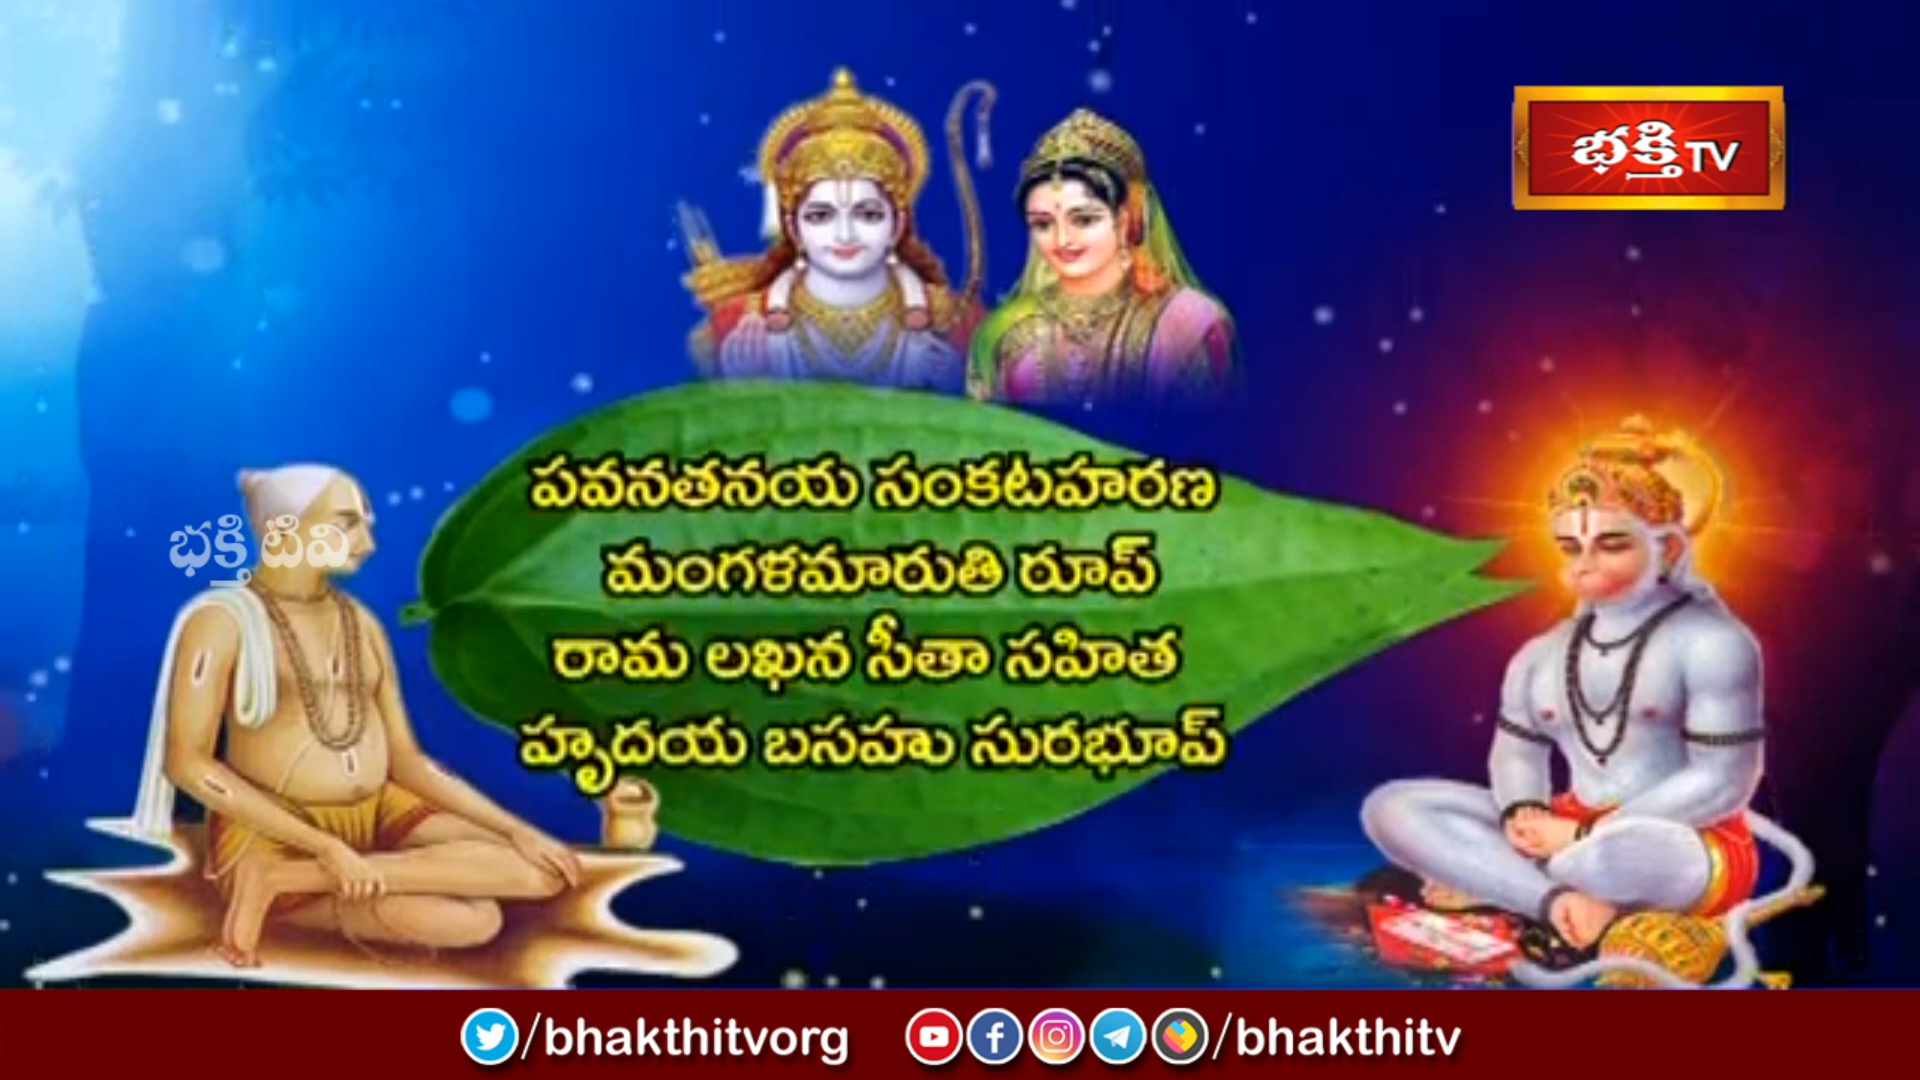 భక్తి TV
పవనతనయ సంకటహరణ
మంగళమారుతి రూప్
రామ లఖన సీతా సహిత
హృదయ బసహు సురభూప్
భక్తి టివి
/bhakthitvorg /bhakthitv